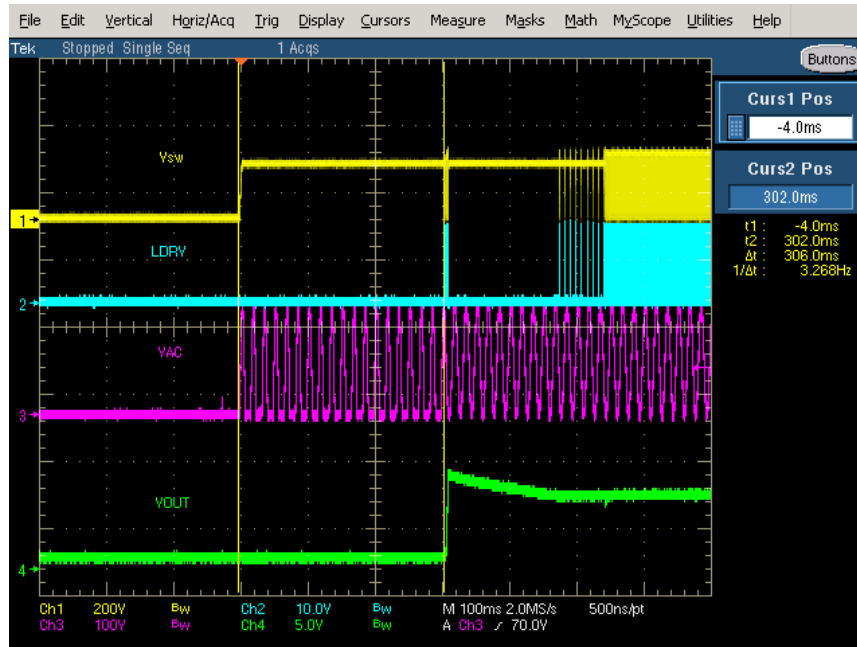 File Edit Vertical Horiz/Acq Trig Display Cursors Measure Masks Math MyScope Utilities Help
Tek Stopped Single Seq 1 Acqs
Buttons
Curs1 Pos
-4.0ms
Curs2 Pos
302.0ms
t1 : -4.0ms
t2 : 302.0ms
Δt : 306.0ms
1/Δt : 3.268Hz
Vsw
1
LDRV
2
VAC
3
VOUT
4
Ch1 200V Bw Ch2 10.0V Bw M 100ms 2.0MS/s 500ns/pt
Ch3 100V Bw Ch4 5.0V Bw A Ch3 / 70.0V